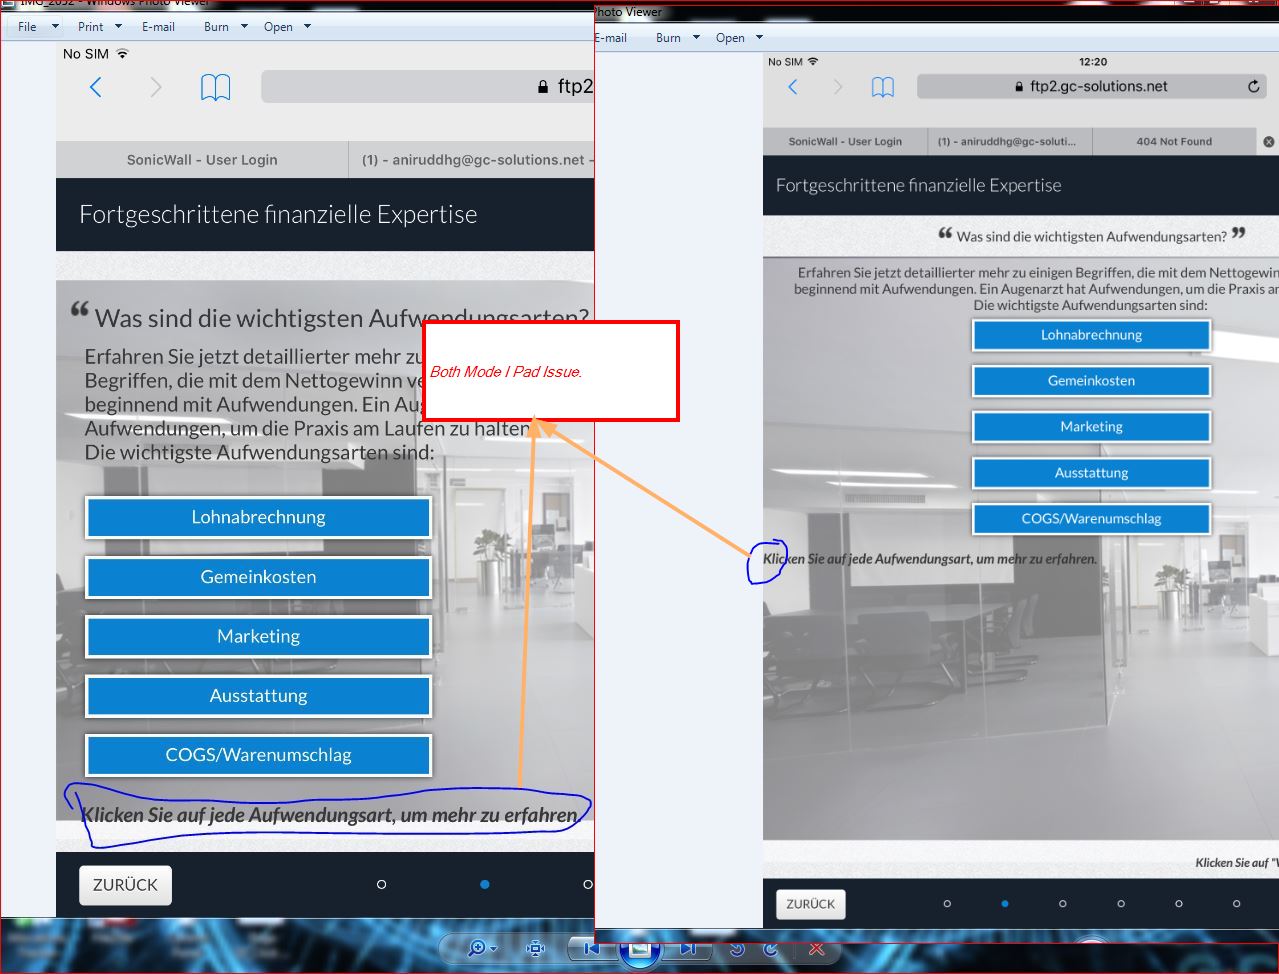 IMG_2052 - Windows Photo Viewer
File Print E-mail Burn Open
No SIM
ftp2
SonicWall - User Login (1) - aniruddhg@gc-solutions.net -
Fortgeschrittene finanzielle Expertise
“ Was sind die wichtigsten Aufwendungsarten?
Erfahren Sie jetzt detaillierter mehr zu
Begriffen, die mit dem Nettogewinn ve
beginnend mit Aufwendungen. Ein Aug
Aufwendungen, um die Praxis am Laufen zu halten
Die wichtigste Aufwendungsarten sind:
Lohnabrechnung
Gemeinkosten
Marketing
Ausstattung
COGS/Warenumschlag
Klicken Sie auf jede Aufwendungsart, um mehr zu erfahren.
ZURÜCK
Both Mode I Pad Issue.
Photo Viewer
E-mail Burn Open
No SIM 12:20
ftp2.gc-solutions.net
SonicWall - User Login (1) - aniruddhg@gc-soluti... 404 Not Found
Fortgeschrittene finanzielle Expertise
“ Was sind die wichtigsten Aufwendungsarten? ”
Erfahren Sie jetzt detaillierter mehr zu einigen Begriffen, die mit dem Nettogewin
beginnend mit Aufwendungen. Ein Augenarzt hat Aufwendungen, um die Praxis a
Die wichtigste Aufwendungsarten sind:
Lohnabrechnung
Gemeinkosten
Marketing
Ausstattung
COGS/Warenumschlag
Klicken Sie auf jede Aufwendungsart, um mehr zu erfahren.
Klicken Sie auf "W
ZURÜCK